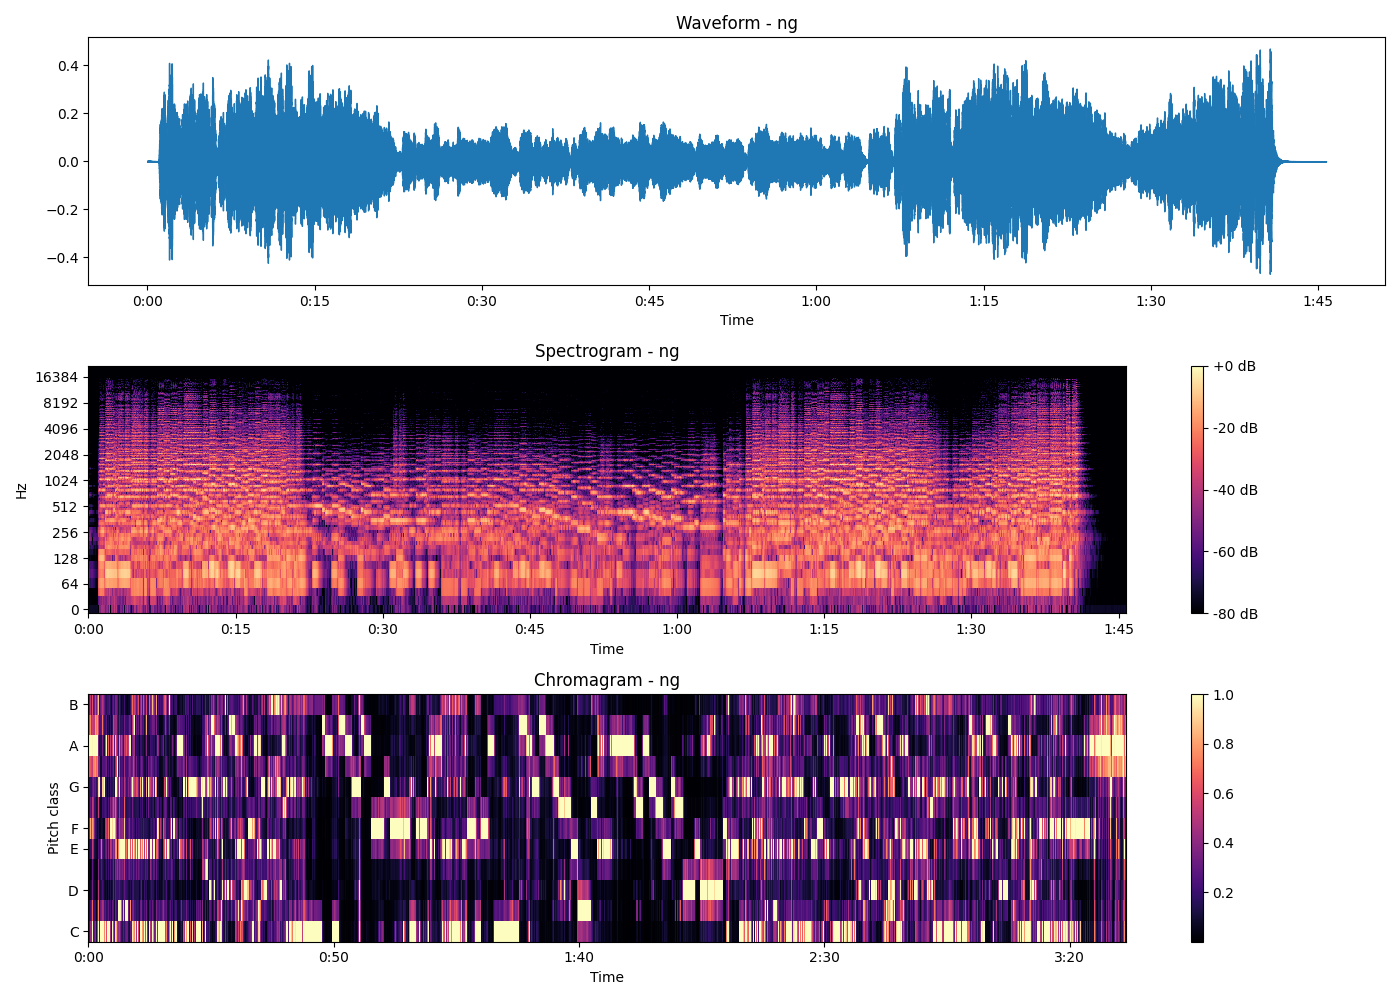 Waveform - ng
0.4
0.2
0.0
−0.2
−0.4
0:00 0:15 0:30 0:45 1:00 1:15 1:30 1:45
Time
Spectrogram - ng
Hz
16384
8192
4096
2048
1024
512
256
128
64
0
0:00 0:15 0:30 0:45 1:00 1:15 1:30 1:45
Time
+0 dB
-20 dB
-40 dB
-60 dB
-80 dB
Chromagram - ng
Pitch class
B
A
G
F
E
D
C
0:00 0:50 1:40 2:30 3:20
Time
1.0
0.8
0.6
0.4
0.2